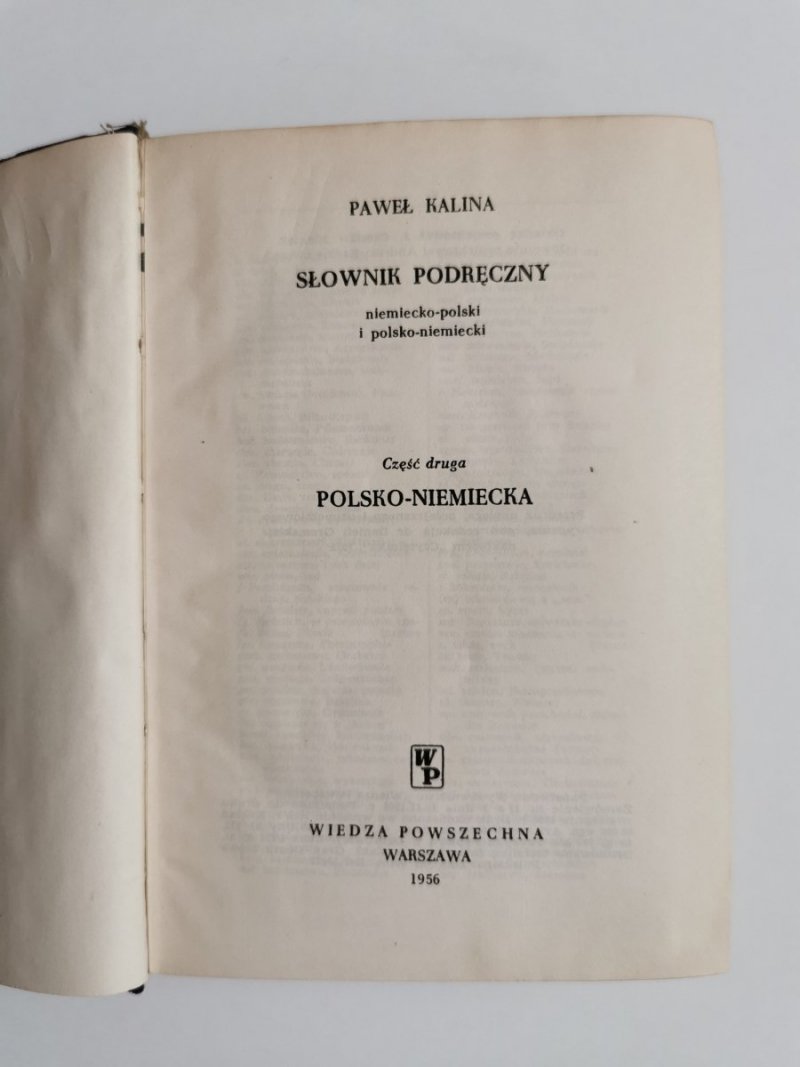 PAWEŁ KALINA
SŁOWNIK PODRĘCZNY
niemiecko-polski
i polsko-niemiecki
Część druga
POLSKO-NIEMIECKA
WP
WIEDZA POWSZECHNA
WARSZAWA
1956